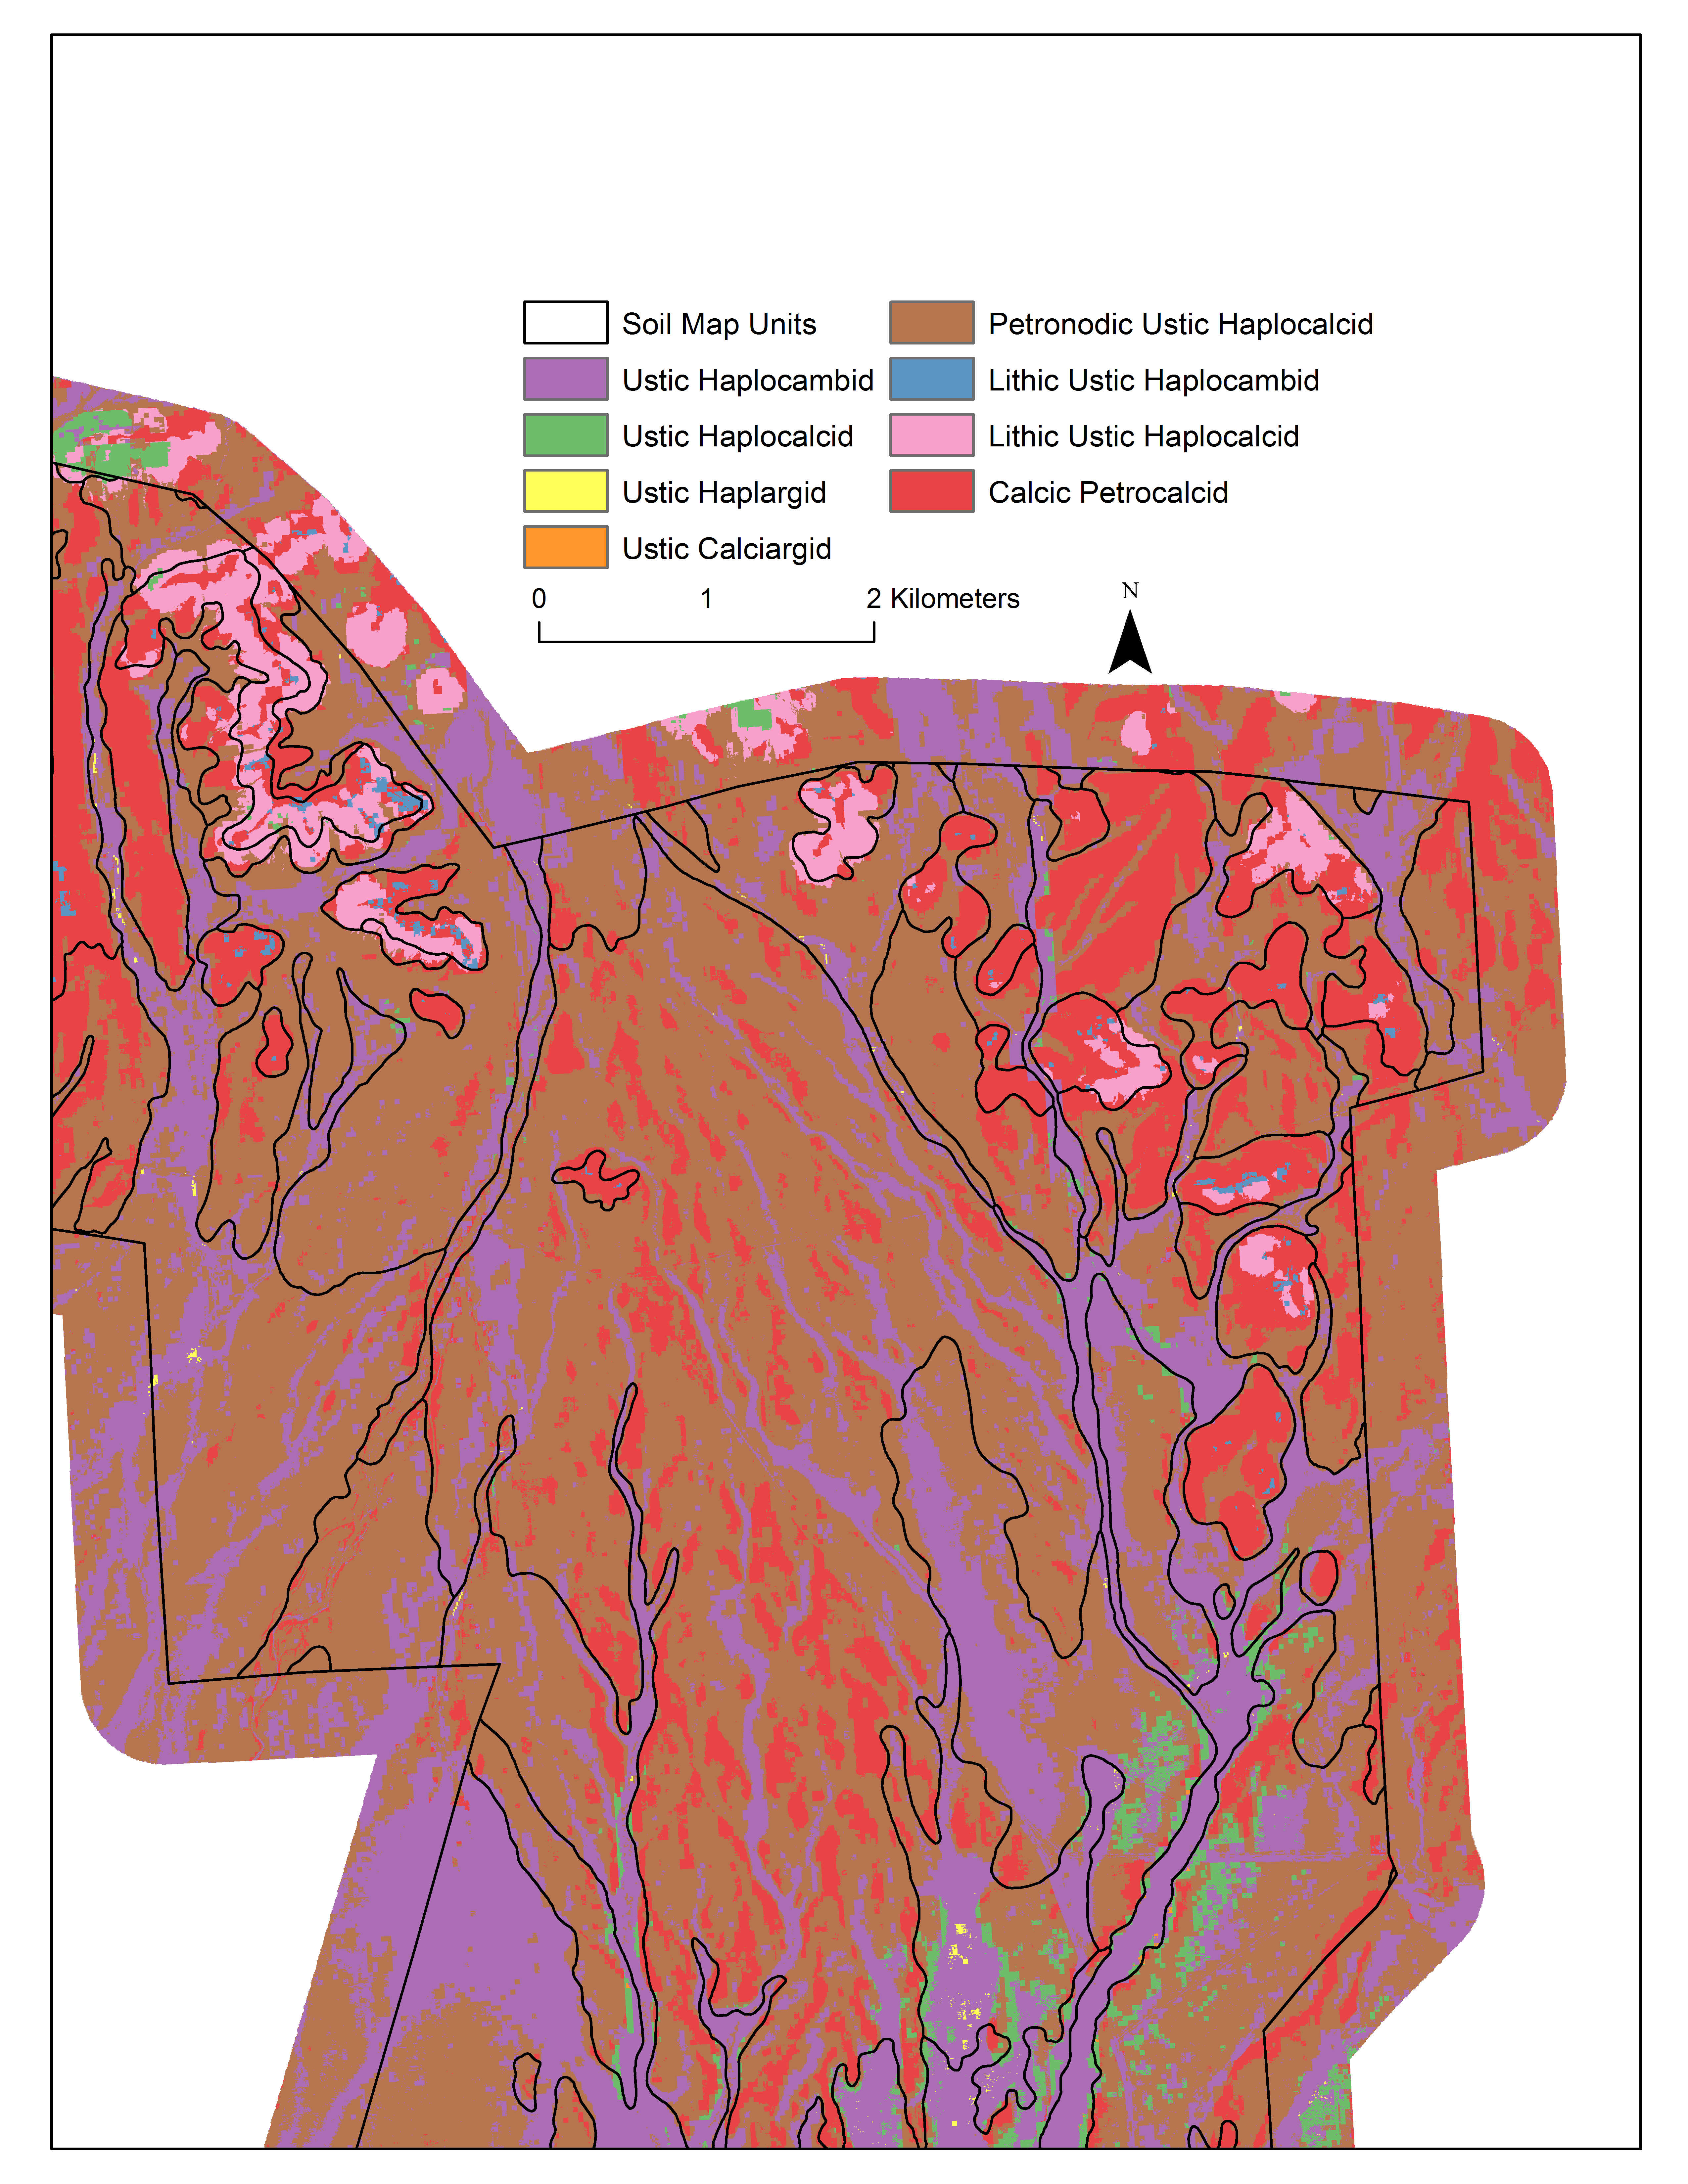 Soil Map Units
Ustic Haplocambid
Ustic Haplocalcid
Ustic Haplargid
Ustic Calciargid
Petronodic Ustic Haplocalcid
Lithic Ustic Haplocambid
Lithic Ustic Haplocalcid
Calcic Petrocalcid
0 1 2 Kilometers
N